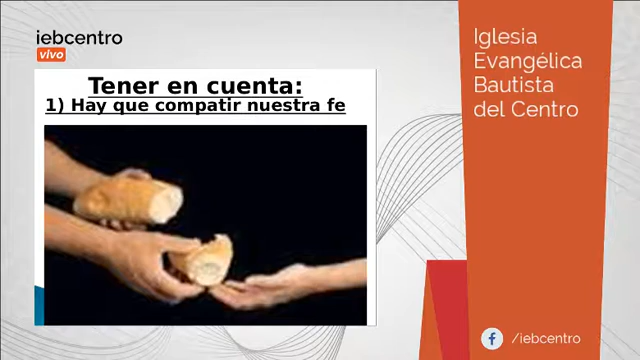 iebcentro
vivo
Tener en cuenta:
1) Hay que compatir nuestra fe
Iglesia
Evangélica
Bautista
del Centro
/iebcentro